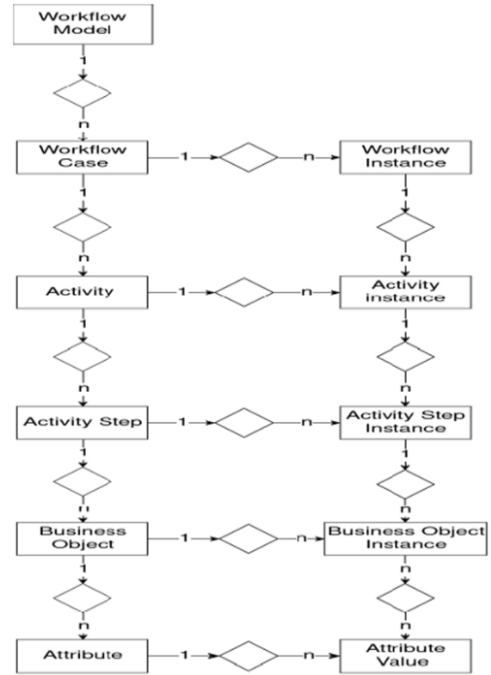 Workflow
Model
1
n
Workflow
Case
1
n
Workflow
Instance
1
1
n
n
Activity
1
n
Activity
instance
1
1
n
n
Activity Step
1
n
Activity Step
Instance
1
1
n
n
Business
Object
1
n
Business Object
Instance
1
n
n
n
Attribute
1
n
Attribute
Value